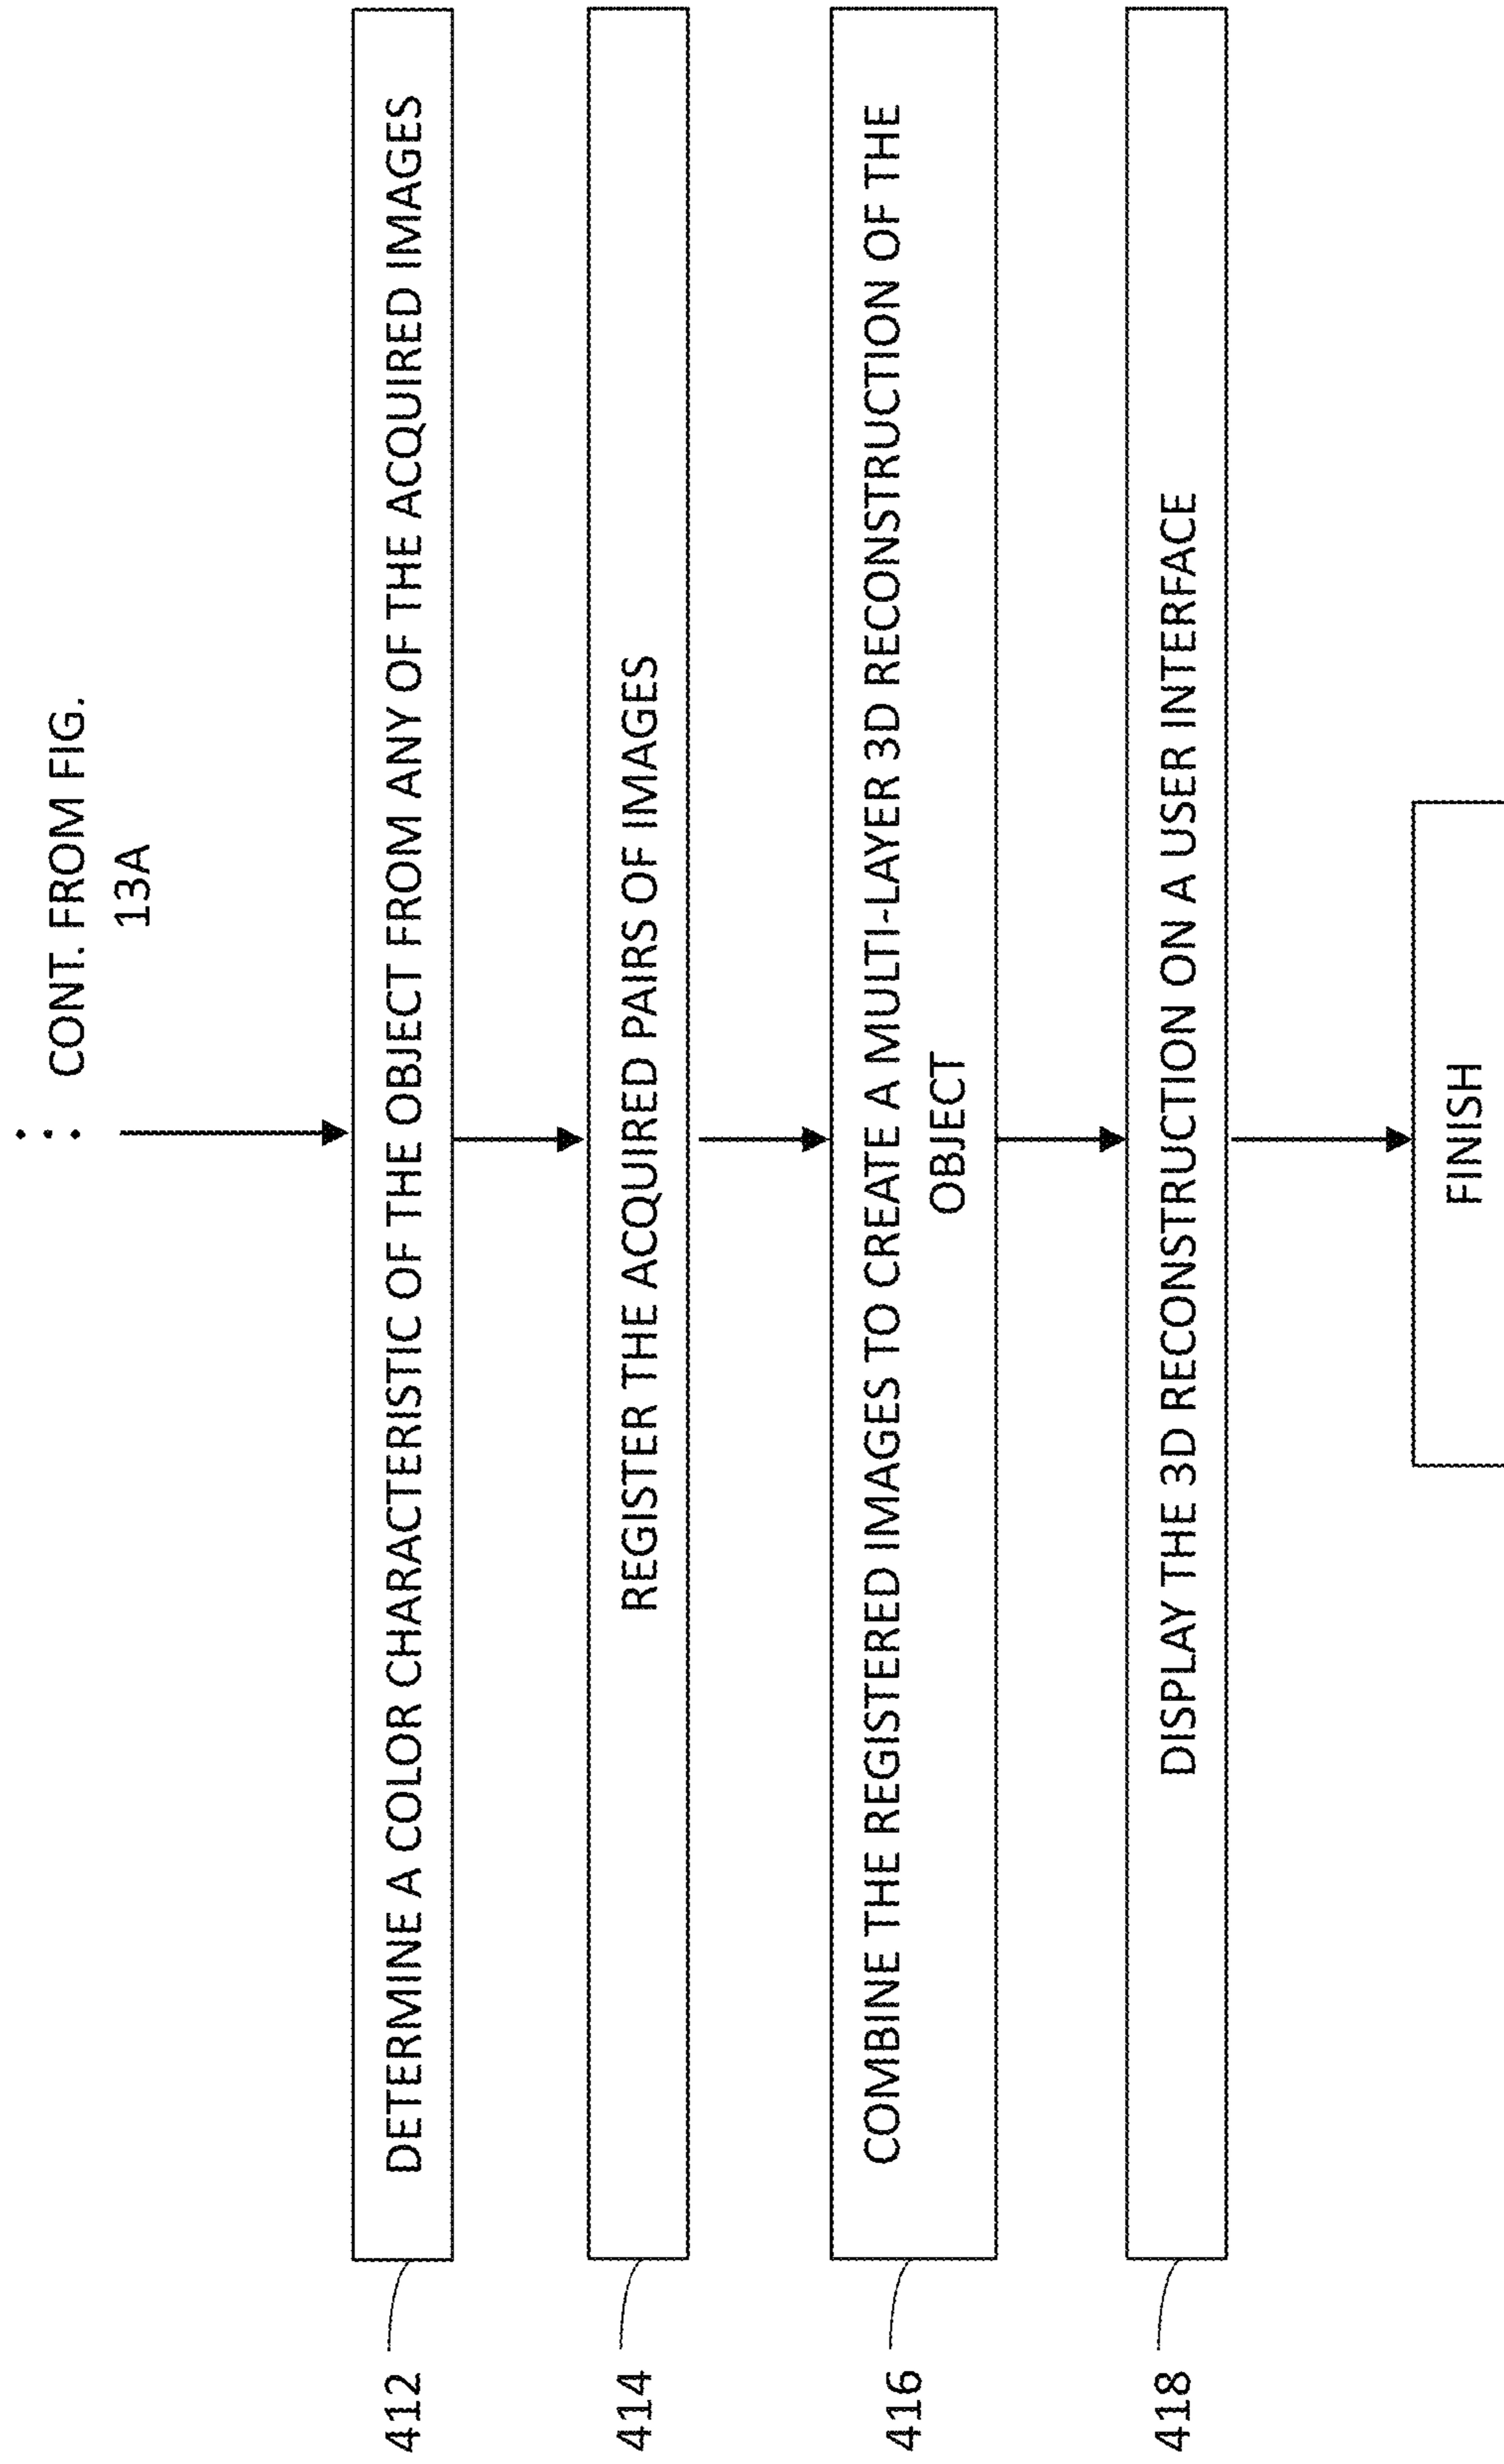 CONT. FROM FIG.
13A
412
DETERMINE A COLOR CHARACTERISTIC OF THE OBJECT FROM ANY OF THE ACQUIRED IMAGES
414
REGISTER THE ACQUIRED PAIRS OF IMAGES
416
COMBINE THE REGISTERED IMAGES TO CREATE A MULTI-LAYER 3D RECONSTRUCTION OF THE
OBJECT
418
DISPLAY THE 3D RECONSTRUCTION ON A USER INTERFACE
FINISH